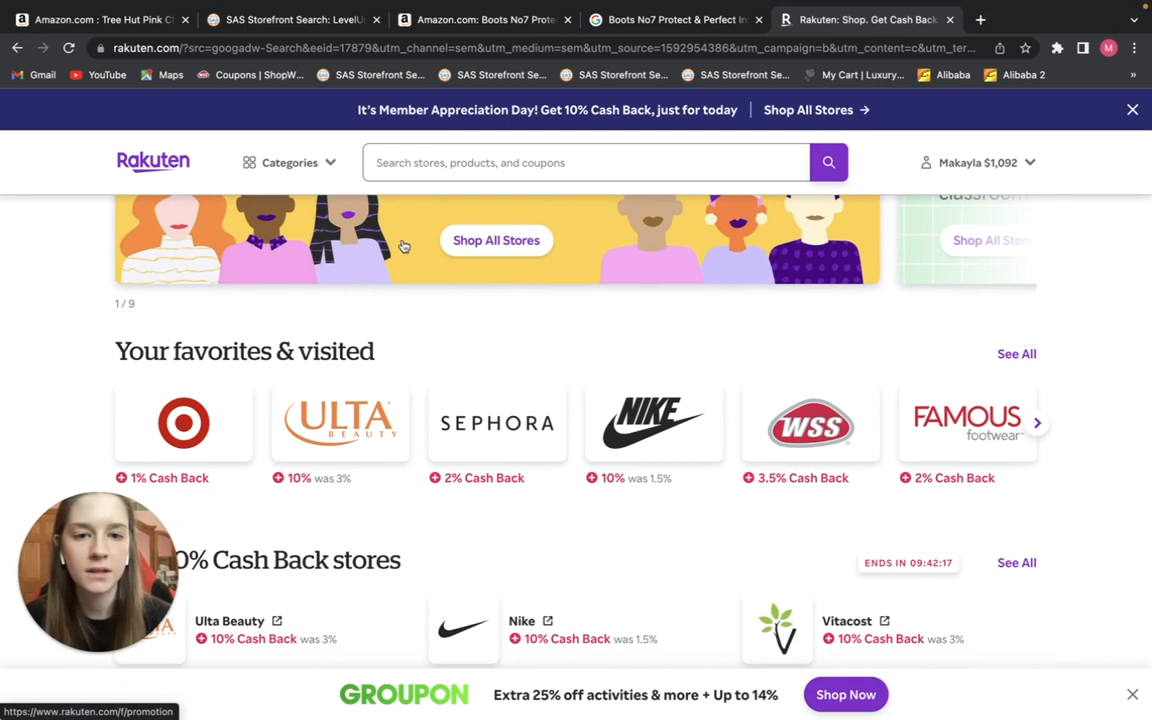 Amazon.com : Tree Hut Pink C
SAS Storefront Search: LevelU
Amazon.com: Boots No7 Prote
Boots No7 Protect & Perfect In
Rakuten: Shop. Get Cash Back
rakuten.com/?src=googadw-Search&eeid=17879&utm_channel=sem&utm_medium=sem&utm_source=1592954386&utm_campaign=b&utm_content=c&utm_ter...
M
Gmail
YouTube
Maps
Coupons | ShopW...
SAS Storefront Se...
SAS Storefront Se...
SAS Storefront Se...
SAS Storefront Se...
My Cart | Luxury...
Alibaba
Alibaba 2
It's Member Appreciation Day! Get 10% Cash Back, just for today
Shop All Stores →
Rakuten
Categories
Search stores, products, and coupons
Makayla $1,092
Shop All Stores
Shop All Store
1 / 9
Your favorites & visited
See All
ULTA BEAUTY
SEPHORA
NIKE
WSS
FAMOUS footwear
1% Cash Back
10% was 3%
2% Cash Back
10% was 1.5%
3.5% Cash Back
2% Cash Back
0% Cash Back stores
ENDS IN 09:42:17
See All
Ulta Beauty
10% Cash Back was 3%
Nike
10% Cash Back was 1.5%
Vitacost
10% Cash Back was 3%
GROUPON
Extra 25% off activities & more + Up to 14%
Shop Now
https://www.rakuten.com/f/promotion